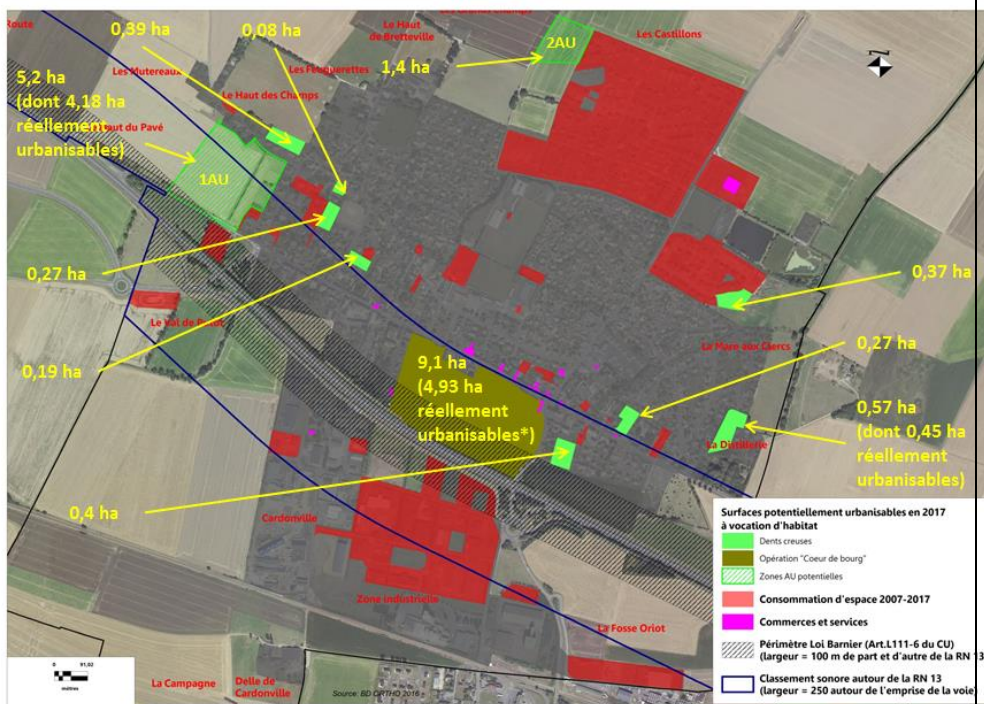 Route
0,39 ha
0,08 ha
Le Haut
de Bretteville
2AU
Les Castillons
1,4 ha
Les Mutereaux
Le Haut des Champs
5,2 ha
(dont 4,18 ha
réellement
urbanisables)
Haut du Pavé
1AU
0,27 ha
0,37 ha
0,19 ha
La Mare aux Clercs
0,27 ha
9,1 ha
(4,93 ha
réellement
urbanisables*)
0,57 ha
(dont 0,45 ha
réellement
urbanisables)
La Distillerie
0,4 ha
Cardonville
Zone industrielle
La Fosse Oriot
La Campagne
Delle de
Cardonville
Source: BD ORTHO 2016
0
91,02
mètres
Surfaces potentiellement urbanisables en 2017
à vocation d'habitat
Dents creuses
Opération "Coeur de bourg"
Zones AU potentielles
Consommation d'espace 2007-2017
Commerces et services
Périmètre Loi Barnier (Art.L111-6 du CU)
(largeur = 100 m de part et d'autre de la RN 13
Classement sonore autour de la RN 13
(largeur = 250 autour de l'emprise de la voie)